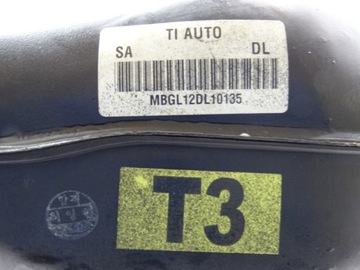 TI AUTO
SA DL
MBGL12DL10135
T3